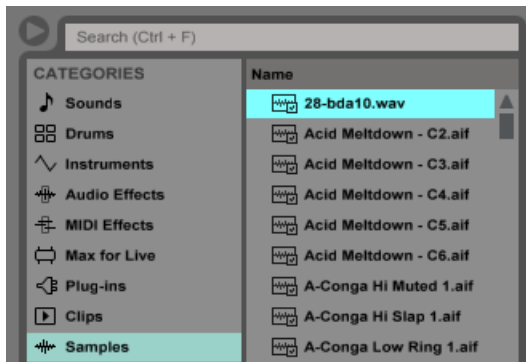 Search (Ctrl + F)
CATEGORIES
Sounds
Drums
Instruments
Audio Effects
MIDI Effects
Max for Live
Plug-ins
Clips
Samples
Name
28-bda10.wav
Acid Meltdown - C2.aif
Acid Meltdown - C3.aif
Acid Meltdown - C4.aif
Acid Meltdown - C5.aif
Acid Meltdown - C6.aif
A-Conga Hi Muted 1.aif
A-Conga Hi Slap 1.aif
A-Conga Low Ring 1.aif